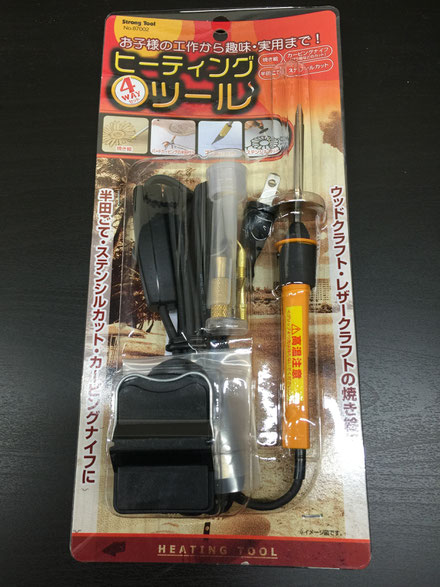 Strong Tool
No.87002
お子様の工作から趣味・実用まで！
ヒーティング
4
WAY
ツール
焼き絵
カービングナイフ
半田ごて
ステンシルカット
焼き絵
ウッドクラフト・レザークラフトの焼き絵
半田ごて・ステンシルカット・カービングナイフに
高温注意
※イメージ図です。
HEATING TOOL